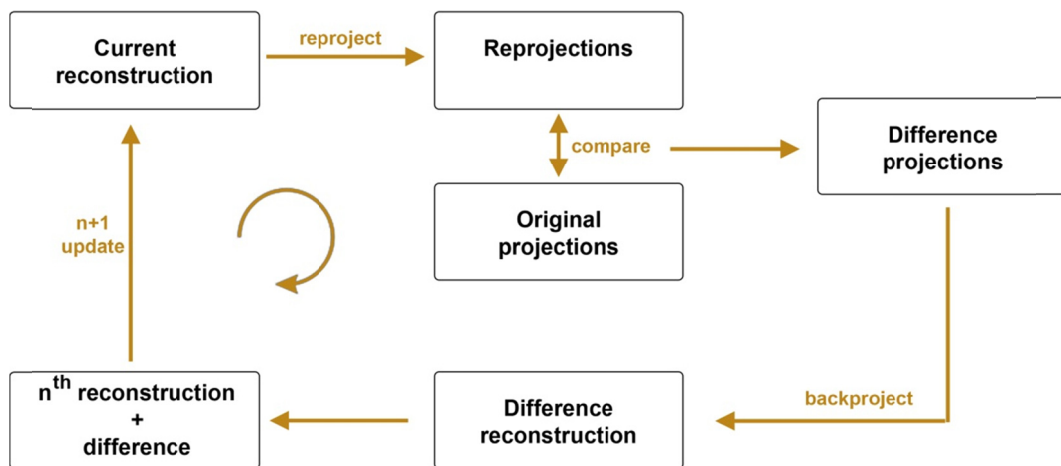 Current
reconstruction
reproject
Reprojections
compare
Difference
projections
Original
projections
n+1
update
nth reconstruction
+
difference
Difference
reconstruction
backproject